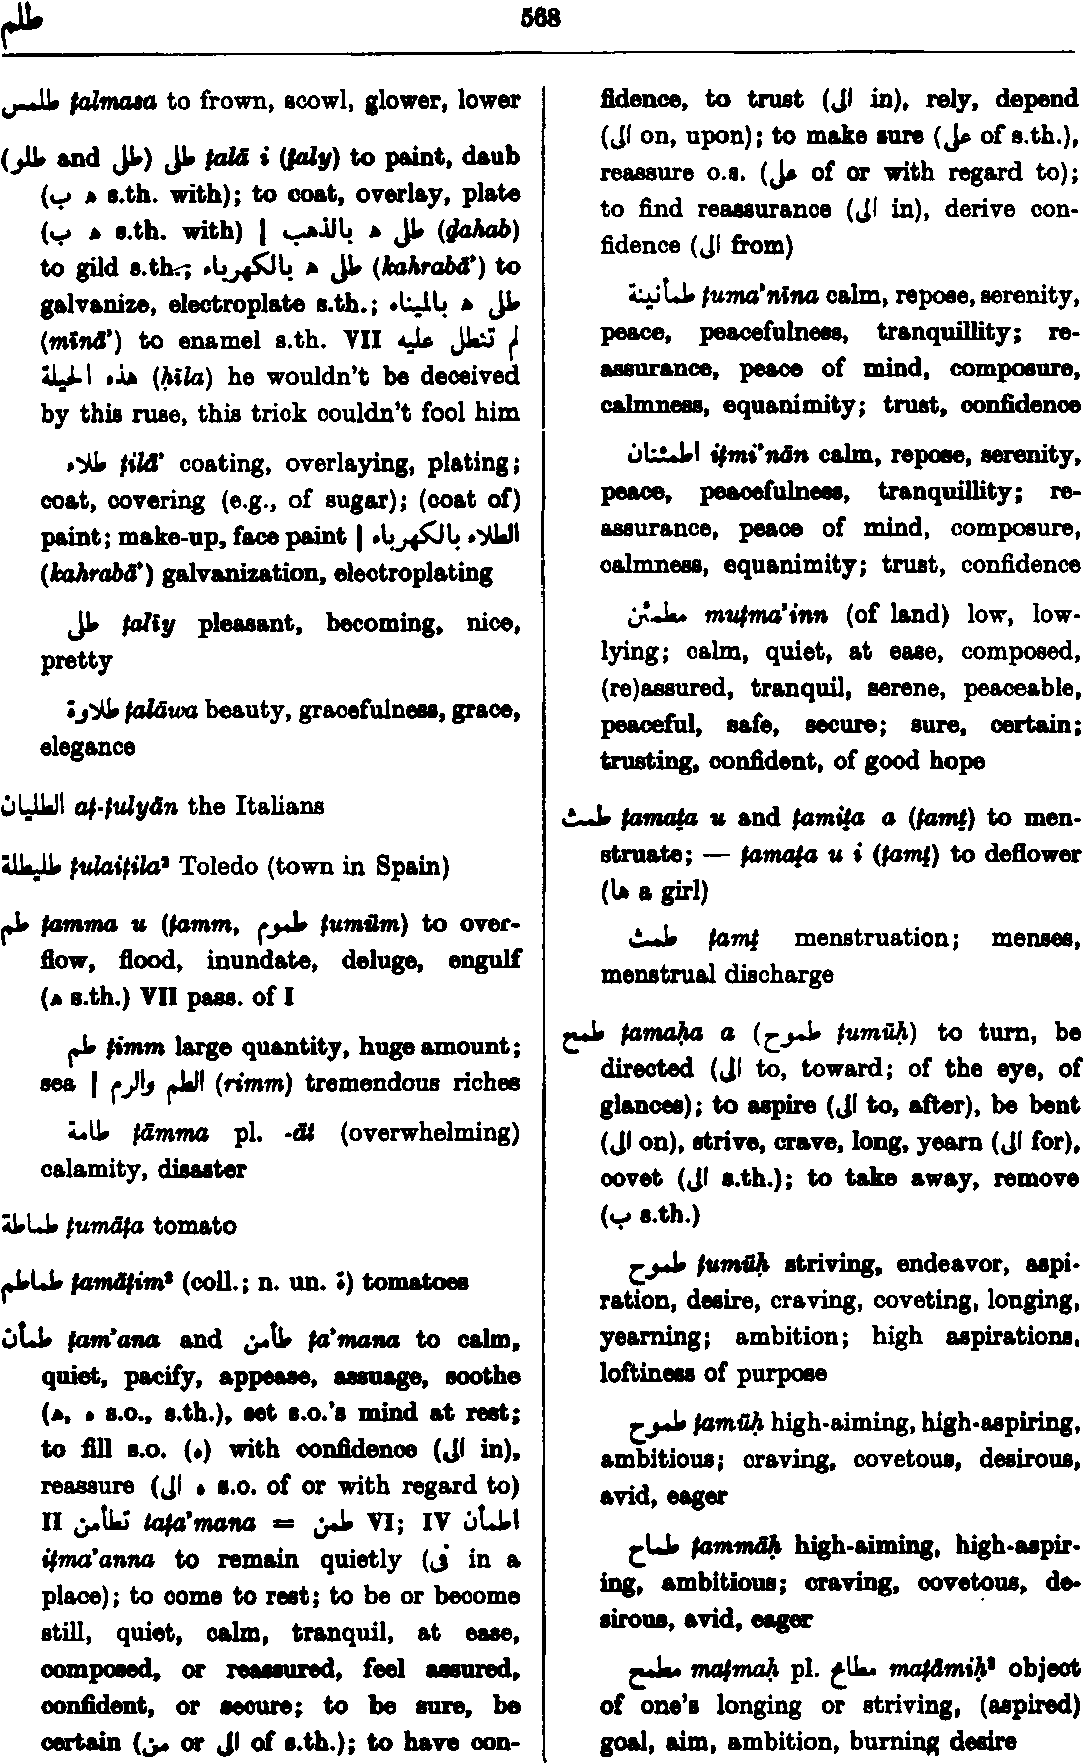 طلم
568
طلمس ṭalmasa to frown, scowl, glower, lower
(طلو and طلى) طلى ṭalā i (ṭaly) to paint, daub
(ه ب s.th. with); to coat, overlay, plate
(ه ب s.th. with) | طلى ه بالذهب (ḏahab)
to gild s.th.; طلى ه بالكهرباء (kahrabā’) to
galvanize, electroplate s.th.; طلى ه بالميناء
(mīnā’) to enamel s.th. VII لم تنطل عليه
هذه الحيلة (ḥīla) he wouldn’t be deceived
by this ruse, this trick couldn’t fool him
طلاء ṭilā’ coating, overlaying, plating;
coat, covering (e.g., of sugar); (coat of)
paint; make-up, face paint | الطلاء بالكهرباء
(kahrabā’) galvanization, electroplating
طلى ṭalīy pleasant, becoming, nice,
pretty
طلاوة ṭalāwa beauty, gracefulness, grace,
elegance
الطليان aṭ-ṭulyān the Italians
طليطلة ṭulaiṭila² Toledo (town in Spain)
طم ṭamma u (ṭamm, طموم ṭumūm) to over-
flow, flood, inundate, deluge, engulf
(ه s.th.) VII pass. of I
طم ṭimm large quantity, huge amount;
sea | الطم والرم (rimm) tremendous riches
طامة ṭāmma pl. -āt (overwhelming)
calamity, disaster
طماطة ṭumāṭa tomato
طماطم ṭamāṭim² (coll.; n. un. ة) tomatoes
طمأن ṭam’ana and طأمن ṭa’mana to calm,
quiet, pacify, appease, assuage, soothe
(ه, ه s.o., s.th.), set s.o.’s mind at rest;
to fill s.o. (ه) with confidence (الى in),
reassure (ه الى s.o. of or with regard to)
II تطأمن taṭa’mana = طمن VI; IV اطمأن
iṭma’anna to remain quietly (فى in a
place); to come to rest; to be or become
still, quiet, calm, tranquil, at ease,
composed, or reassured, feel assured,
confident, or secure; to be sure, be
certain (من or الى of s.th.); to have con-
fidence, to trust (الى in), rely, depend
(الى on, upon); to make sure (على of s.th.),
reassure o.s. (على of or with regard to);
to find reassurance (الى in), derive con-
fidence (الى from)
طمأنينة ṭuma’nīna calm, repose, serenity,
peace, peacefulness, tranquillity; re-
assurance, peace of mind, composure,
calmness, equanimity; trust, confidence
اطمئنان iṭmi’nān calm, repose, serenity,
peace, peacefulness, tranquillity; re-
assurance, peace of mind, composure,
calmness, equanimity; trust, confidence
مطمئن muṭma’inn (of land) low, low-
lying; calm, quiet, at ease, composed,
(re)assured, tranquil, serene, peaceable,
peaceful, safe, secure; sure, certain;
trusting, confident, of good hope
طمث ṭamaṯa u and ṭamiṯa a (ṭamṯ) to men-
struate; — ṭamaṯa u i (ṭamṯ) to deflower
(ها a girl)
طمث ṭamṯ menstruation; menses,
menstrual discharge
طمح ṭamaḥa a (طموح ṭumūḥ) to turn, be
directed (الى to, toward; of the eye, of
glances); to aspire (الى to, after), be bent
(الى on), strive, crave, long, yearn (الى for),
covet (الى s.th.); to take away, remove
(ب s.th.)
طموح ṭumūḥ striving, endeavor, aspi-
ration, desire, craving, coveting, longing,
yearning; ambition; high aspirations,
loftiness of purpose
طموح ṭamūḥ high-aiming, high-aspiring,
ambitious; craving, covetous, desirous,
avid, eager
طماح ṭammāḥ high-aiming, high-aspir-
ing, ambitious; craving, covetous, de-
sirous, avid, eager
مطمح maṭmaḥ pl. مطامح maṭāmiḥ² object
of one’s longing or striving, (aspired)
goal, aim, ambition, burning desire